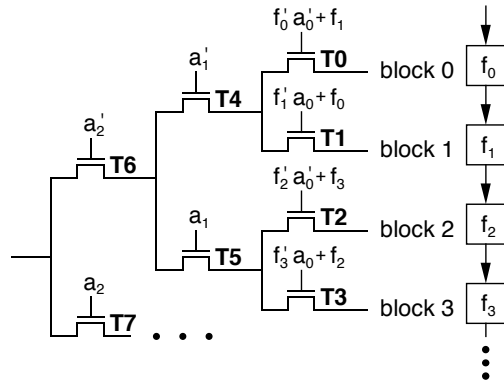 f₀' a₀' + f₁
a₁' T0 block 0 f₀
T4 f₁' a₀ + f₀
a₂' T1 block 1 f₁
T6 f₂' a₀' + f₃
a₁ T2 block 2 f₂
T5 f₃' a₀ + f₂
a₂ T3 block 3 f₃
T7 • • •